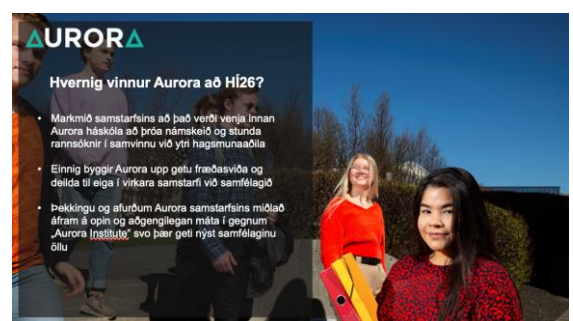 AURORA
Hvernig vinnur Aurora að HÍ26?
• Markmið samstarfsins að það verði venja innan
Aurora háskóla að þróa námskeið og stunda
rannsóknir í samvinnu við ytri hagsmunaaðila
• Einnig byggir Aurora upp getu fræðasviða og
deilda til eiga í virkara samstarfi við samfélagið
• Þekkingu og afurðum Aurora samstarfsins miðlað
áfram á opin og aðgengilegan máta í gegnum
„Aurora Institute“ svo þær geti nýst samfélaginu
öllu